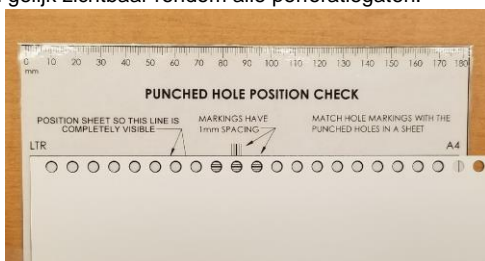 gelijk zichtbaar rondom alle perforatiegaten.
0 10 20 30 40 50 60 70 80 90 100 110 120 130 140 150 160 170 180
mm
PUNCHED HOLE POSITION CHECK
POSITION SHEET SO THIS LINE IS
COMPLETELY VISIBLE
MARKINGS HAVE
1mm SPACING
MATCH HOLE MARKINGS WITH THE
PUNCHED HOLES IN A SHEET
LTR
A4